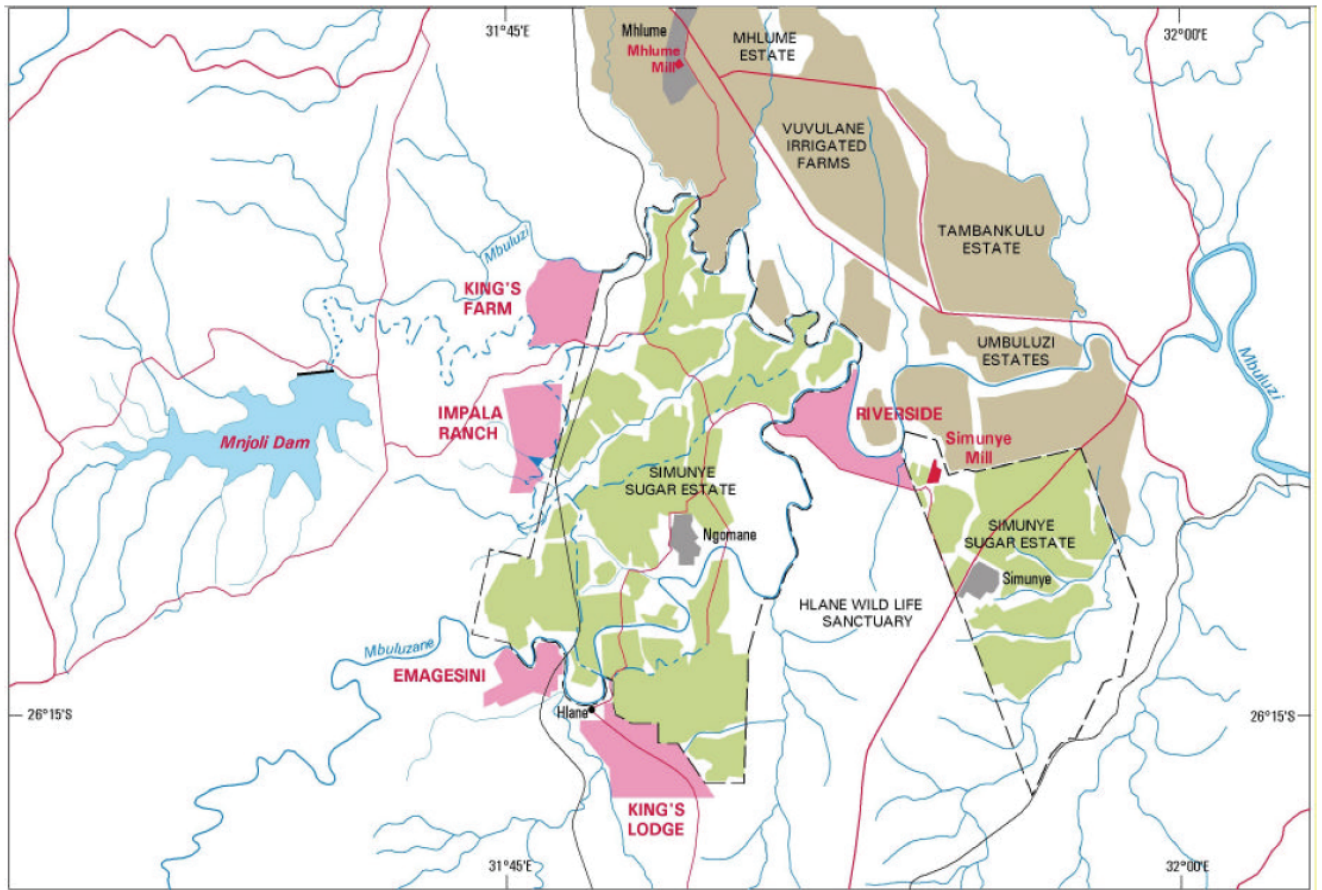 31°45'E
32°00'E
Mhlume
Mhlume
Mill
MHLUME
ESTATE
VUVULANE
IRRIGATED
FARMS
TAMBANKULU
ESTATE
Mbuluzi
KING'S
FARM
UMBULUZI
ESTATES
Mbuluzi
IMPALA
RANCH
RIVERSIDE
Mnjoli Dam
Simunye
Mill
SIMUNYE
SUGAR ESTATE
Ngomane
SIMUNYE
SUGAR ESTATE
Simunye
HLANE WILD LIFE
SANCTUARY
Mbuluzane
EMAGESINI
26°15'S
Hlane
26°15'S
KING'S
LODGE
31°45'E
32°00'E